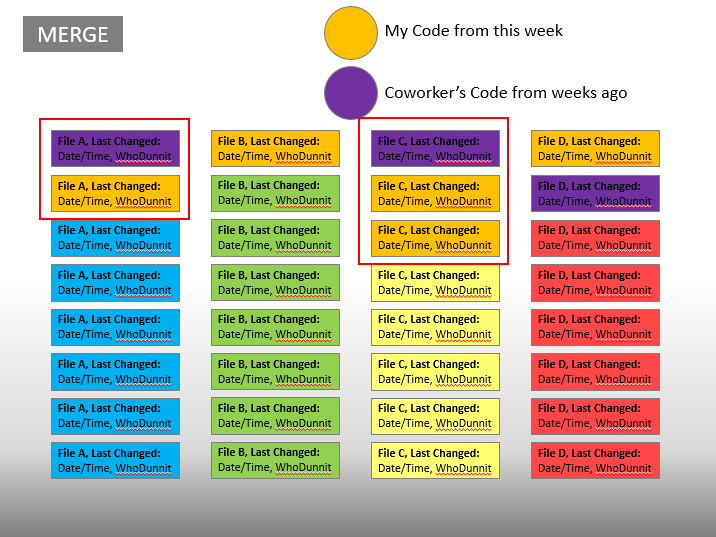 MERGE
My Code from this week
Coworker's Code from weeks ago
File A, Last Changed:
Date/Time, WhoDunnit
File B, Last Changed:
Date/Time, WhoDunnit
File C, Last Changed:
Date/Time, WhoDunnit
File D, Last Changed:
Date/Time, WhoDunnit
File A, Last Changed:
Date/Time, WhoDunnit
File B, Last Changed:
Date/Time, WhoDunnit
File C, Last Changed:
Date/Time, WhoDunnit
File D, Last Changed:
Date/Time, WhoDunnit
File A, Last Changed:
Date/Time, WhoDunnit
File B, Last Changed:
Date/Time, WhoDunnit
File C, Last Changed:
Date/Time, WhoDunnit
File D, Last Changed:
Date/Time, WhoDunnit
File A, Last Changed:
Date/Time, WhoDunnit
File B, Last Changed:
Date/Time, WhoDunnit
File C, Last Changed:
Date/Time, WhoDunnit
File D, Last Changed:
Date/Time, WhoDunnit
File A, Last Changed:
Date/Time, WhoDunnit
File B, Last Changed:
Date/Time, WhoDunnit
File C, Last Changed:
Date/Time, WhoDunnit
File D, Last Changed:
Date/Time, WhoDunnit
File A, Last Changed:
Date/Time, WhoDunnit
File B, Last Changed:
Date/Time, WhoDunnit
File C, Last Changed:
Date/Time, WhoDunnit
File D, Last Changed:
Date/Time, WhoDunnit
File A, Last Changed:
Date/Time, WhoDunnit
File B, Last Changed:
Date/Time, WhoDunnit
File C, Last Changed:
Date/Time, WhoDunnit
File D, Last Changed:
Date/Time, WhoDunnit
File A, Last Changed:
Date/Time, WhoDunnit
File B, Last Changed:
Date/Time, WhoDunnit
File C, Last Changed:
Date/Time, WhoDunnit
File D, Last Changed:
Date/Time, WhoDunnit